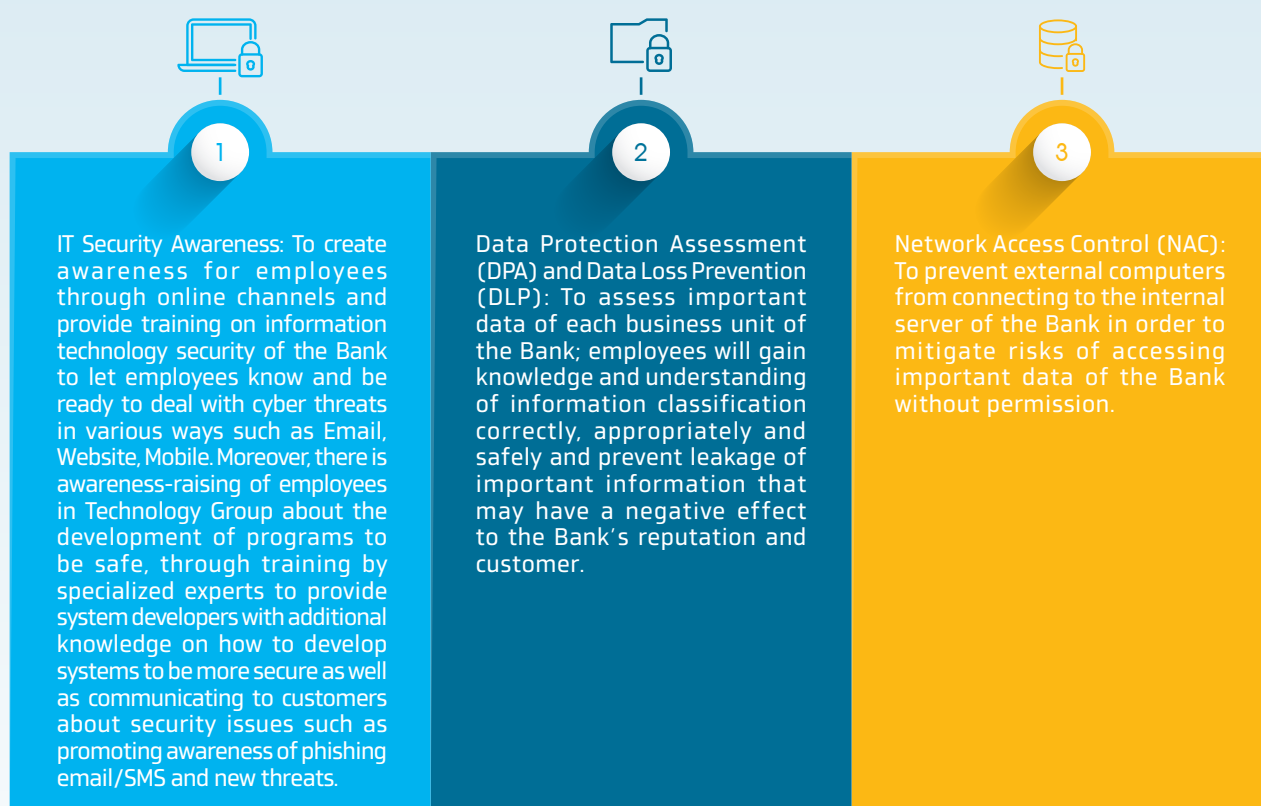 1
IT Security Awareness: To create
awareness for employees
through online channels and
provide training on information
technology security of the Bank
to let employees know and be
ready to deal with cyber threats
in various ways such as Email,
Website, Mobile. Moreover, there is
awareness-raising of employees
in Technology Group about the
development of programs to
be safe, through training by
specialized experts to provide
system developers with additional
knowledge on how to develop
systems to be more secure as well
as communicating to customers
about security issues such as
promoting awareness of phishing
email/SMS and new threats.
2
Data Protection Assessment
(DPA) and Data Loss Prevention
(DLP): To assess important
data of each business unit of
the Bank; employees will gain
knowledge and understanding
of information classification
correctly, appropriately and
safely and prevent leakage of
important information that
may have a negative effect
to the Bank's reputation and
customer.
3
Network Access Control (NAC):
To prevent external computers
from connecting to the internal
server of the Bank in order to
mitigate risks of accessing
important data of the Bank
without permission.